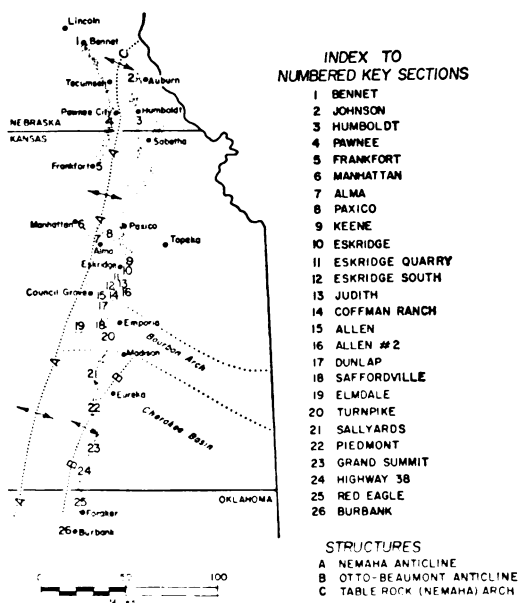 Lincoln
1
Bennet
C
2
Auburn
Tecumseh
Pawnee City
Humboldt
4
3
NEBRASKA
KANSAS
Sabetha
A
Frankfort
5
Manhattan
6
A
8
Paxico
7
Alma
Topeka
9
Eskridge
10
11
12
13
Council Grove
15
14
16
17
19
18
Emporia
20
Bourbon Arch
Madison
21
B
Eureka
22
Cherokee Basin
23
B
24
OKLAHOMA
A
25
Foraker
26
Burbank
0
50
100
INDEX TO
NUMBERED KEY SECTIONS
1 BENNET
2 JOHNSON
3 HUMBOLDT
4 PAWNEE
5 FRANKFORT
6 MANHATTAN
7 ALMA
8 PAXICO
9 KEENE
10 ESKRIDGE
11 ESKRIDGE QUARRY
12 ESKRIDGE SOUTH
13 JUDITH
14 COFFMAN RANCH
15 ALLEN
16 ALLEN #2
17 DUNLAP
18 SAFFORDVILLE
19 ELMDALE
20 TURNPIKE
21 SALLYARDS
22 PIEDMONT
23 GRAND SUMMIT
24 HIGHWAY 38
25 RED EAGLE
26 BURBANK
STRUCTURES
A NEMAHA ANTICLINE
B OTTO-BEAUMONT ANTICLINE
C TABLE ROCK (NEMAHA) ARCH